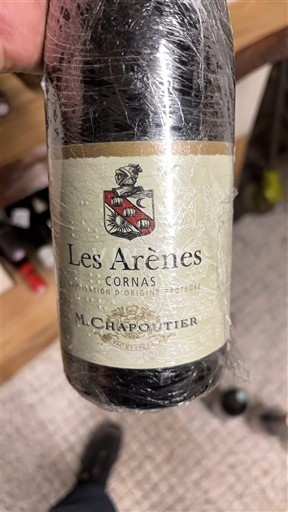 Les Arènes
CORNAS
APPELLATION D'ORIGINE PROTÉGÉE
M. CHAPOUTIER